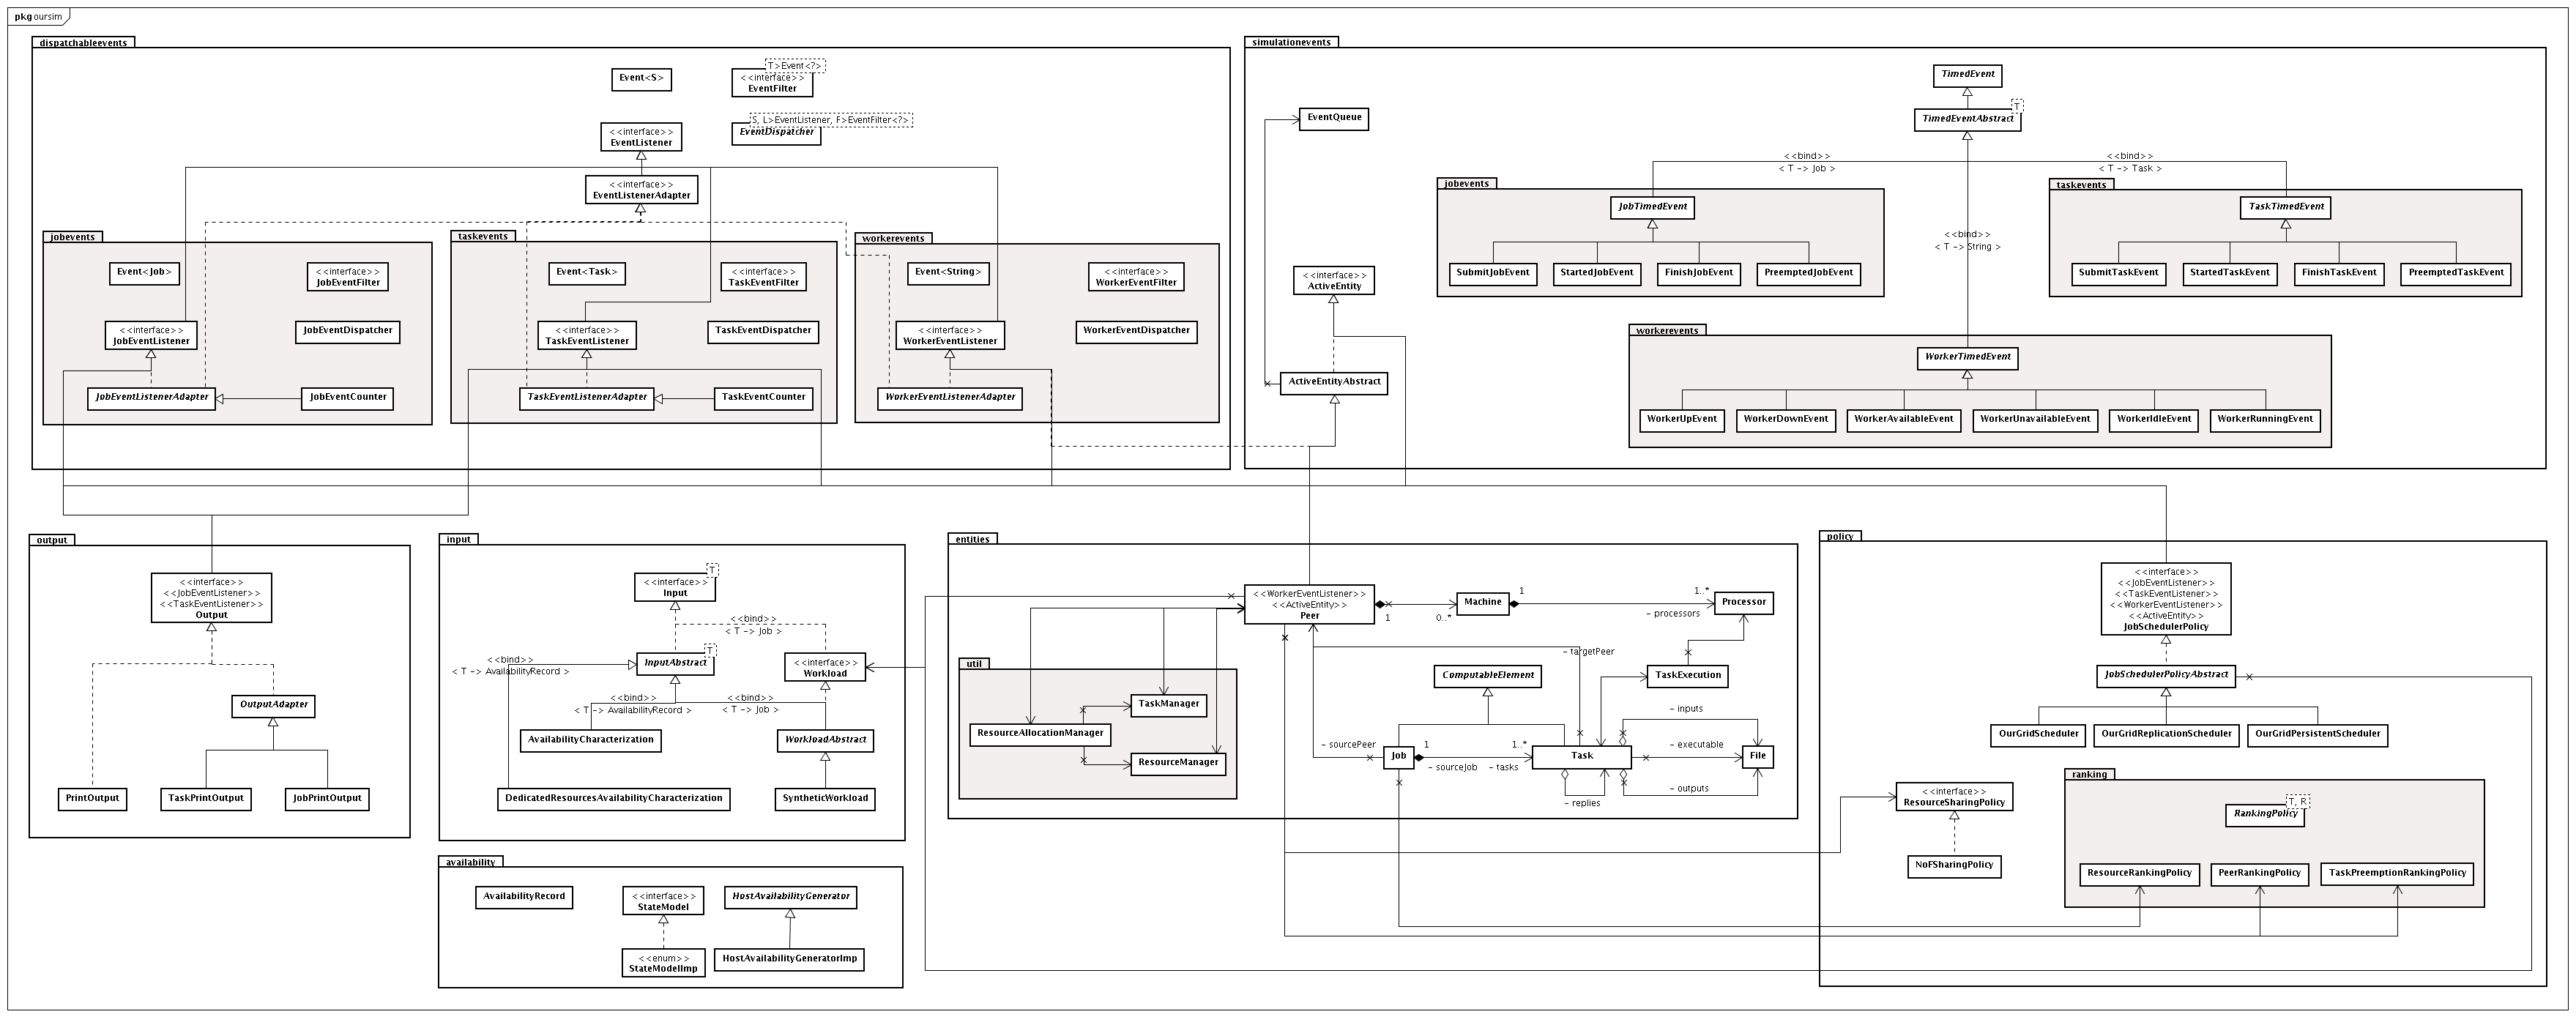 pkg oursim
dispatchableevents
Event<S>
T>Event<?>
<<interface>>
EventFilter
<<interface>>
EventListener
S, L>EventListener, F>EventFilter<?>
EventDispatcher
<<interface>>
EventListenerAdapter
jobevents
Event<Job>
<<interface>>
JobEventFilter
<<interface>>
JobEventListener
JobEventDispatcher
JobEventListenerAdapter
JobEventCounter
taskevents
Event<Task>
<<interface>>
TaskEventFilter
<<interface>>
TaskEventListener
TaskEventDispatcher
TaskEventListenerAdapter
TaskEventCounter
workerevents
Event<String>
<<interface>>
WorkerEventFilter
<<interface>>
WorkerEventListener
WorkerEventDispatcher
WorkerEventListenerAdapter
simulationevents
EventQueue
<<interface>>
ActiveEntity
ActiveEntityAbstract
TimedEvent
T
TimedEventAbstract
<<bind>>
< T -> Job >
<<bind>>
< T -> Task >
<<bind>>
< T -> String >
jobevents
JobTimedEvent
SubmitJobEvent
StartedJobEvent
FinishJobEvent
PreemptedJobEvent
taskevents
TaskTimedEvent
SubmitTaskEvent
StartedTaskEvent
FinishTaskEvent
PreemptedTaskEvent
workerevents
WorkerTimedEvent
WorkerUpEvent
WorkerDownEvent
WorkerAvailableEvent
WorkerUnavailableEvent
WorkerIdleEvent
WorkerRunningEvent
output
<<interface>>
<<JobEventListener>>
<<TaskEventListener>>
Output
OutputAdapter
PrintOutput
TaskPrintOutput
JobPrintOutput
input
T
<<interface>>
Input
<<bind>>
< T -> Job >
T
InputAbstract
<<interface>>
Workload
<<bind>>
< T -> AvailabilityRecord >
<<bind>>
< T -> AvailabilityRecord >
<<bind>>
< T -> Job >
AvailabilityCharacterization
WorkloadAbstract
DedicatedResourcesAvailabilityCharacterization
SyntheticWorkload
availability
AvailabilityRecord
<<interface>>
StateModel
HostAvailabilityGenerator
<<enum>>
StateModelImp
HostAvailabilityGeneratorImp
entities
<<WorkerEventListener>>
<<ActiveEntity>>
Peer
1
0..*
Machine
1
1..*
- processors
Processor
util
TaskManager
ResourceAllocationManager
ResourceManager
- targetPeer
ComputableElement
TaskExecution
- sourcePeer
Job
1
- sourceJob
1..*
- tasks
Task
- inputs
- executable
- outputs
- replies
File
policy
<<interface>>
<<JobEventListener>>
<<TaskEventListener>>
<<WorkerEventListener>>
<<ActiveEntity>>
JobSchedulerPolicy
JobSchedulerPolicyAbstract
OurGridScheduler
OurGridReplicationScheduler
OurGridPersistentScheduler
<<interface>>
ResourceSharingPolicy
NoFSharingPolicy
ranking
T, R
RankingPolicy
ResourceRankingPolicy
PeerRankingPolicy
TaskPreemptionRankingPolicy